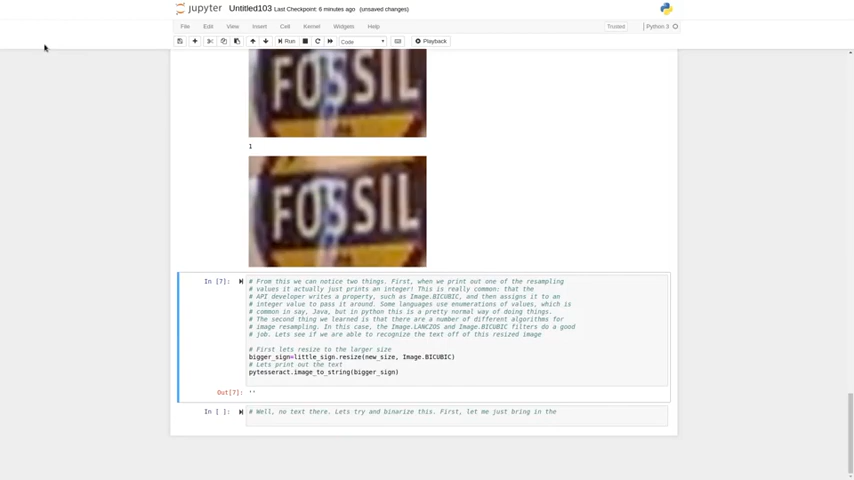 jupyter Untitled103 Last Checkpoint: 6 minutes ago (unsaved changes)
File Edit View Insert Cell Kernel Widgets Help Trusted Python 3
Run Code Playback
FOSSIL
1
FOSSIL
In [7]:
# From this we can notice two things. First, when we print out one of the resampling
# values it actually just prints an integer! This is really common: that the
# API developer writes a property, such as Image.BICUBIC, and then assigns it to an
# integer value to pass it around. Some languages use enumerations of values, which is
# common in say, Java, but in python this is a pretty normal way of doing things.
# The second thing we learned is that there are a number of different algorithms for
# image resampling. In this case, the Image.LANCZOS and Image.BICUBIC filters do a good
# job. Lets see if we are able to recognize the text off of this resized image
# First lets resize to the larger size
bigger_sign=little_sign.resize(new_size, Image.BICUBIC)
# Lets print out the text
pytesseract.image_to_string(bigger_sign)
Out[7]: ''
In [ ]: # Well, no text there. Lets try and binarize this. First, let me just bring in the